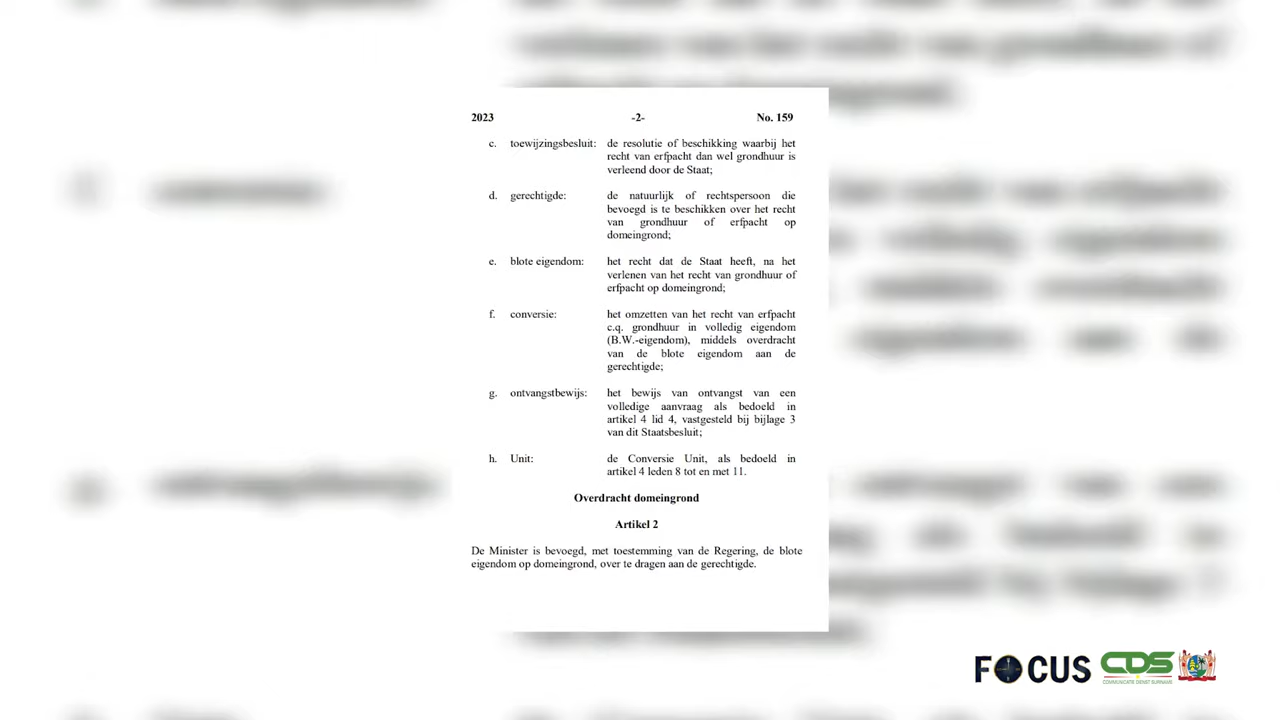 2023 -2- No. 159
c. toewijzingsbesluit: de resolutie of beschikking waarbij het
recht van erfpacht dan wel grondhuur is
verleend door de Staat;
d. gerechtigde: de natuurlijk of rechtspersoon die
bevoegd is te beschikken over het recht
van grondhuur of erfpacht op
domeingrond;
e. blote eigendom: het recht dat de Staat heeft, na het
verlenen van het recht van grondhuur of
erfpacht op domeingrond;
f. conversie: het omzetten van het recht van erfpacht
c.q. grondhuur in volledig eigendom
(B.W.-eigendom), middels overdracht
van de blote eigendom aan de
gerechtigde;
g. ontvangstbewijs: het bewijs van ontvangst van een
volledige aanvraag als bedoeld in
artikel 4 lid 4, vastgesteld bij bijlage 3
van dit Staatsbesluit;
h. Unit: de Conversie Unit, als bedoeld in
artikel 4 leden 8 tot en met 11.
Overdracht domeingrond
Artikel 2
De Minister is bevoegd, met toestemming van de Regering, de blote
eigendom op domeingrond, over te dragen aan de gerechtigde.
FOCUS CDS
COMMUNICATIE DIENST SURINAME